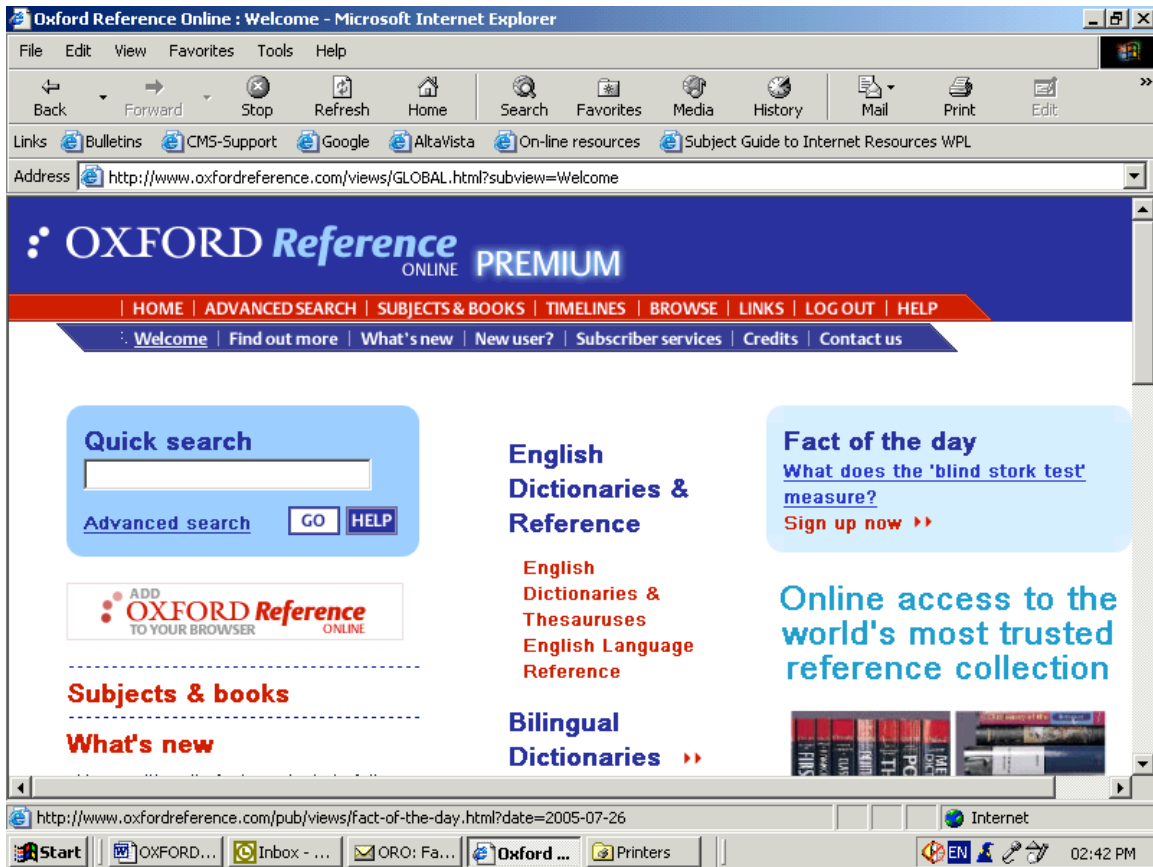 Oxford Reference Online : Welcome - Microsoft Internet Explorer
File Edit View Favorites Tools Help
Back Forward Stop Refresh Home Search Favorites Media History Mail Print Edit »
Links Bulletins CMS-Support Google AltaVista On-line resources Subject Guide to Internet Resources WPL
Address http://www.oxfordreference.com/views/GLOBAL.html?subview=Welcome
OXFORD Reference
ONLINE PREMIUM
| HOME | ADVANCED SEARCH | SUBJECTS & BOOKS | TIMELINES | BROWSE | LINKS | LOG OUT | HELP
Welcome | Find out more | What's new | New user? | Subscriber services | Credits | Contact us
Quick search
Advanced search GO HELP
ADD
OXFORD Reference
TO YOUR BROWSER ONLINE
Subjects & books
What's new
English
Dictionaries &
Reference
English
Dictionaries &
Thesauruses
English Language
Reference
Bilingual
Dictionaries
Fact of the day
What does the 'blind stork test'
measure?
Sign up now
Online access to the
world's most trusted
reference collection
http://www.oxfordreference.com/pub/views/fact-of-the-day.html?date=2005-07-26 Internet
Start OXFORD... Inbox - ... ORO: Fa... Oxford ... Printers EN 02:42 PM